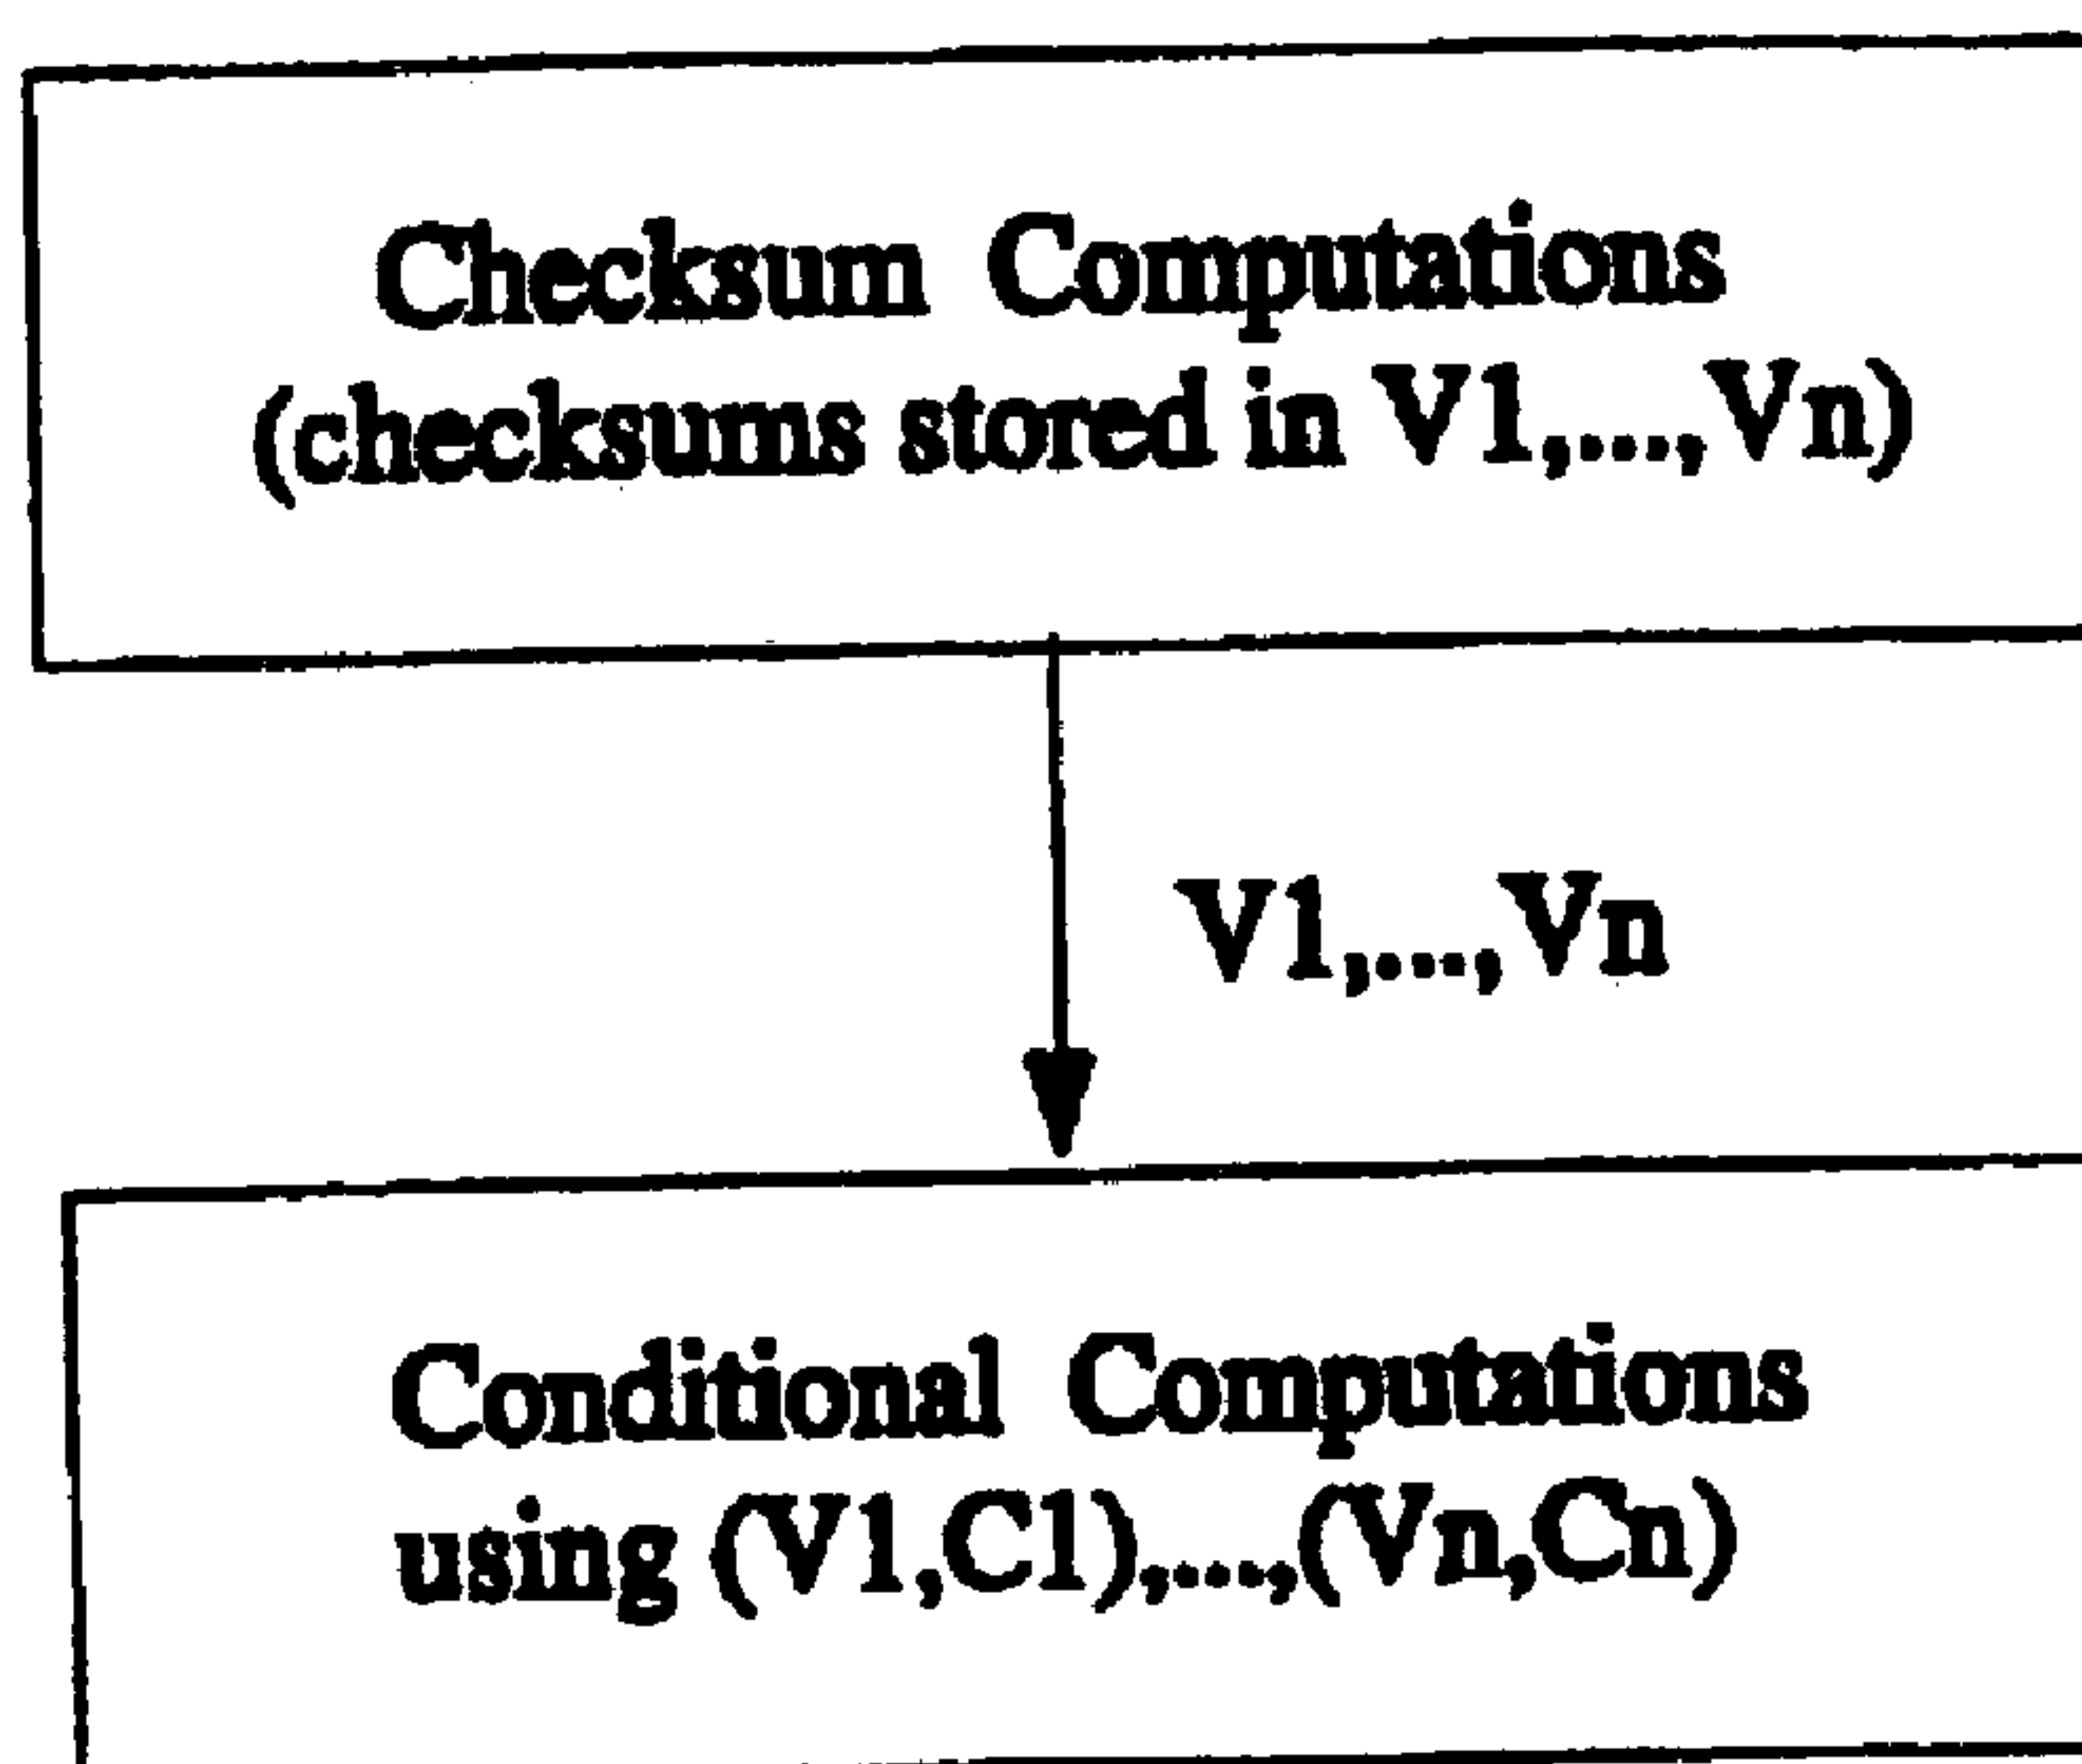 Checksum Computations
(checksums stored in V1,...,Vn)
V1,...,Vn
Conditional Computations
using (V1,C1),...,(Vn,Cn)